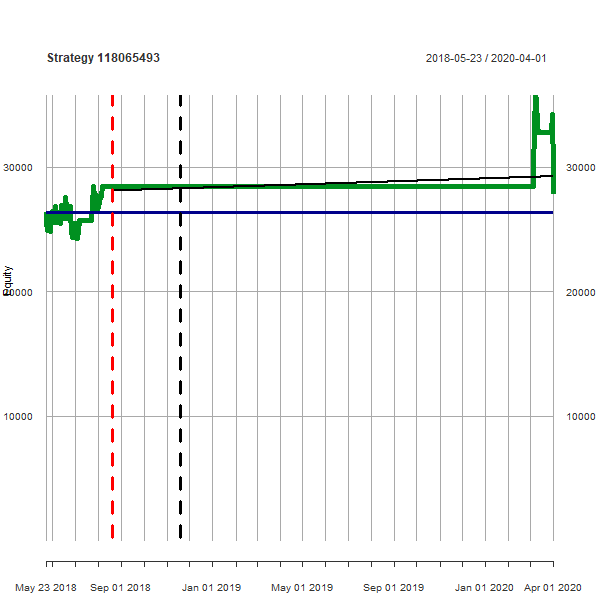 Strategy 118065493
2018-05-23 / 2020-04-01
30000
30000
Equity
20000
20000
10000
10000
May 23 2018
Sep 01 2018
Jan 01 2019
May 01 2019
Sep 01 2019
Jan 01 2020
Apr 01 2020